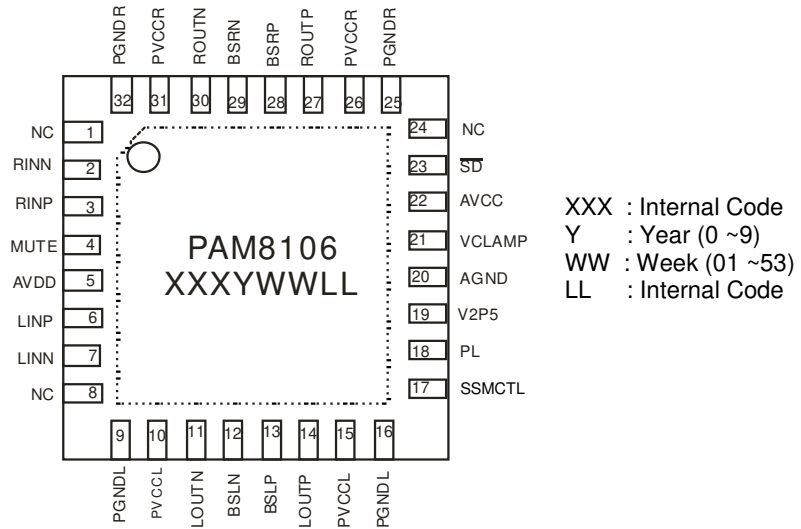 PGNDR
PVCCR
ROUTN
BSRN
BSRP
ROUTP
PVCCR
PGNDR
32 31 30 29 28 27 26 25
NC 1
RINN 2
RINP 3
MUTE 4
AVDD 5
LINP 6
LINN 7
NC 8
PAM8106
XXXYWWLL
24 NC
23 SD
22 AVCC
21 VCLAMP
20 AGND
19 V2P5
18 PL
17 SSMCTL
9 10 11 12 13 14 15 16
PGNDL
PVCCL
LOUTN
BSLN
BSLP
LOUTP
PVCCL
PGNDL
XXX : Internal Code
Y : Year (0 ~9)
WW : Week (01 ~53)
LL : Internal Code